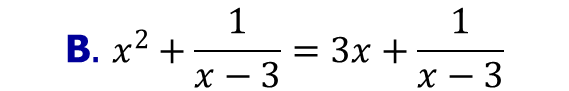 B. x² + 1/(x − 3) = 3x + 1/(x − 3)